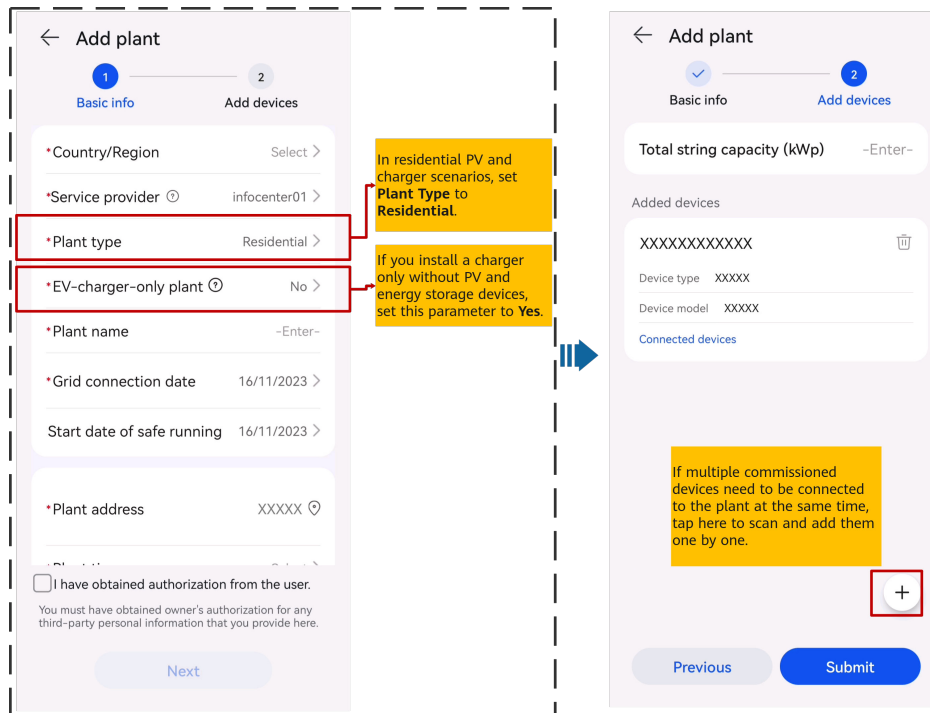 Add plant
1
2
Basic info
Add devices
*Country/Region
Select >
*Service provider ?
infocenter01 >
*Plant type
Residential >
*EV-charger-only plant ?
No >
*Plant name
-Enter-
*Grid connection date
16/11/2023 >
Start date of safe running
16/11/2023 >
*Plant address
XXXXX
I have obtained authorization from the user.
You must have obtained owner's authorization for any
third-party personal information that you provide here.
Next
In residential PV and
charger scenarios, set
Plant Type to
Residential.
If you install a charger
only without PV and
energy storage devices,
set this parameter to Yes.
Add plant
2
Basic info
Add devices
Total string capacity (kWp)
-Enter-
Added devices
XXXXXXXXXXXX
Device type XXXXX
Device model XXXXX
Connected devices
If multiple commissioned
devices need to be connected
to the plant at the same time,
tap here to scan and add them
one by one.
+
Previous
Submit